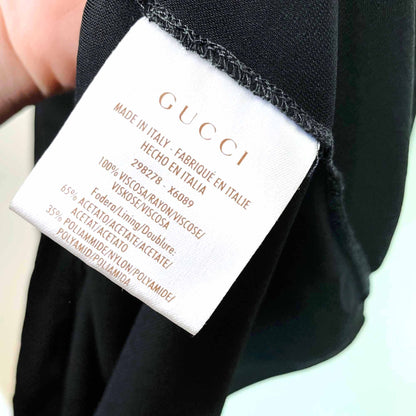 GUCCI
MADE IN ITALY - FABRIQUÉ EN ITALIE
HECHO EN ITALIA
298278 - X6089
100% VISCOSA/RAYON/VISCOSE/
VISKOSE/VISCOSA
Federa/Lining/Doublure:
65% ACETATO/ACETATE/ACETATE/
ACETAT/ACETATO
35% POLIAMMIDE/NYLON/POLYAMIDE/
POLYAMID/POLIAMIDA